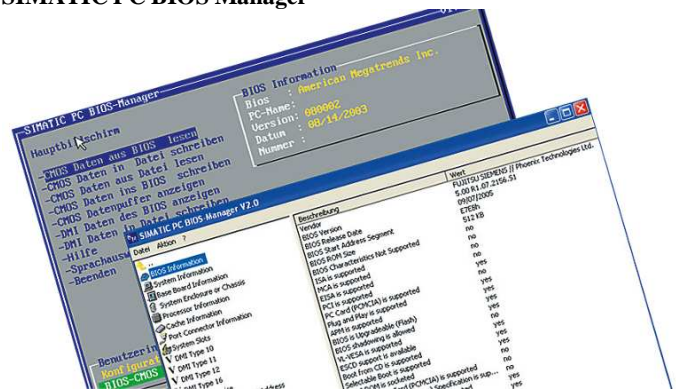 SIMATIC PC BIOS Manager
SIMATIC PC BIOS-Manager
Hauptbildschirm
-CMOS Daten aus BIOS lesen
-CMOS Daten in Datei schreiben
-CMOS Daten aus Datei lesen
-CMOS Daten ins BIOS schreiben
-CMOS Datenpuffer anzeigen
-DMI Daten des BIOS anzeigen
-DMI Daten in Datei schreiben
-Hilfe
-Beenden
BIOS Information
Bios : American Megatrends Inc.
PC-Name:
Version: 080002
Datum : 08/14/2003
Nummer :
BIOS-CMOS
SIMATIC PC BIOS-Manager V2.0
Datei Aktion ?
..
BIOS Information
System Information
Base Board Information
System Enclosure or Chassis
Processor Information
Cache Information
Port Connector Information
System Slots
DMI Type 10
DMI Type 11
DMI Type 12
DMI Type 16
Beschreibung Wert
Vendor FUJITSU SIEMENS // Phoenix Technologies Ltd.
BIOS Version 5.00 R1.07.2156.51
BIOS Release Date 09/07/2005
BIOS Start Address Segment E7E8h
BIOS ROM Size 512 KB
BIOS Characteristics Not Supported no
ISA is supported no
MCA is supported no
EISA is supported no
PCI is supported yes
PC Card (PCMCIA) is supported no
Plug and Play is supported yes
APM is supported yes
BIOS is Upgradeable (Flash) yes
BIOS shadowing is allowed yes
VL-VESA is supported no
ESCD support is available yes
Boot from CD is supported yes
Selectable Boot is supported yes